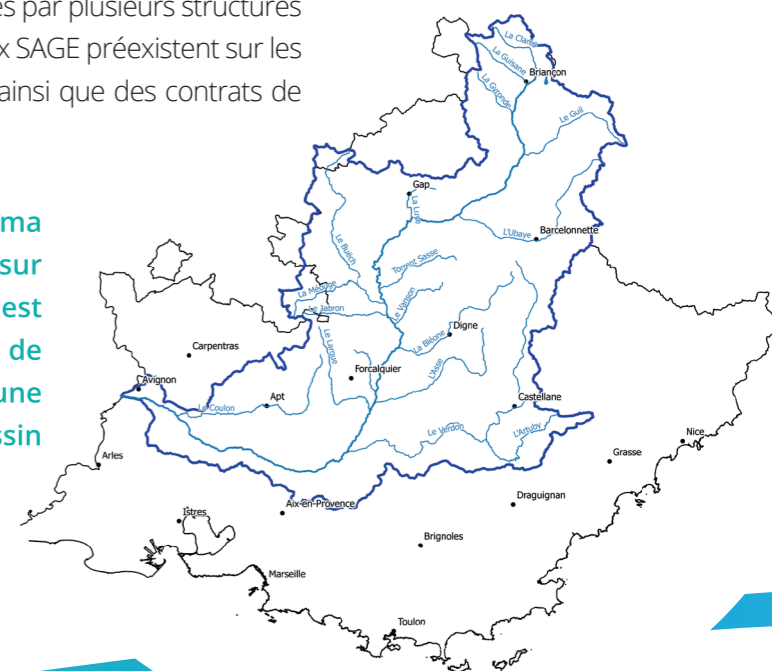 es par plusieurs structures
x SAGE préexistent sur les
ainsi que des contrats de
ma
sur
est
de
une
ssin
La Clarée
La Guisane
Briançon
La Gyronde
Le Guil
Gap
La Luye
L'Ubaye
Barcelonnette
Le Buëch
Torrent Sasse
La Méouge
Le Vançon
Le Jabron
Digne
La Bléone
Le Largue
Carpentras
L'Asse
Forcalquier
Avignon
Apt
Castellane
Le Coulon
Le Verdon
L'Artuby
Nice
Arles
Grasse
Istres
Aix-en-Provence
Draguignan
Brignoles
Marseille
Toulon